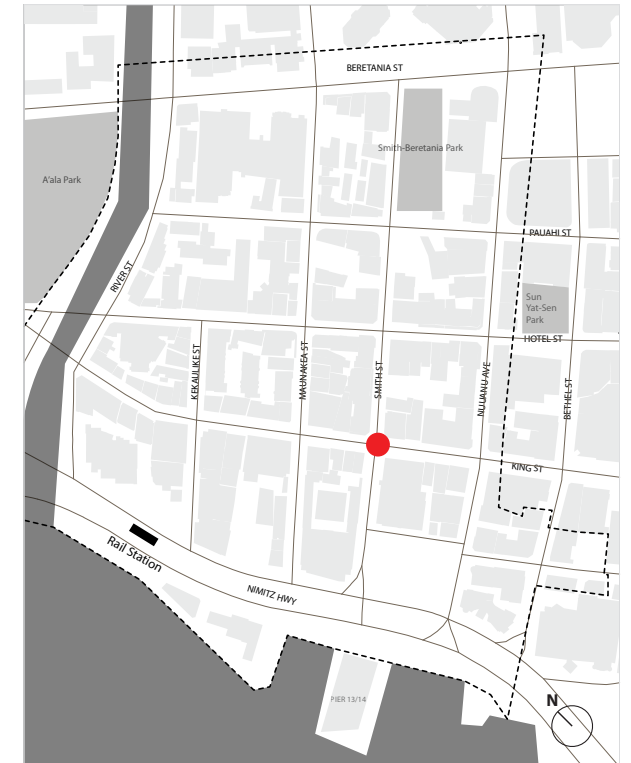 BERETANIA ST
Smith-Beretania Park
A'ala Park
PAUAHI ST
RIVER ST
Sun
Yat-Sen
Park
HOTEL ST
KEKAULIKE ST
MAUNAKEA ST
SMITH ST
NUUANU AVE
BETHEL ST
KING ST
Rail Station
NIMITZ HWY
PIER 13/14
N